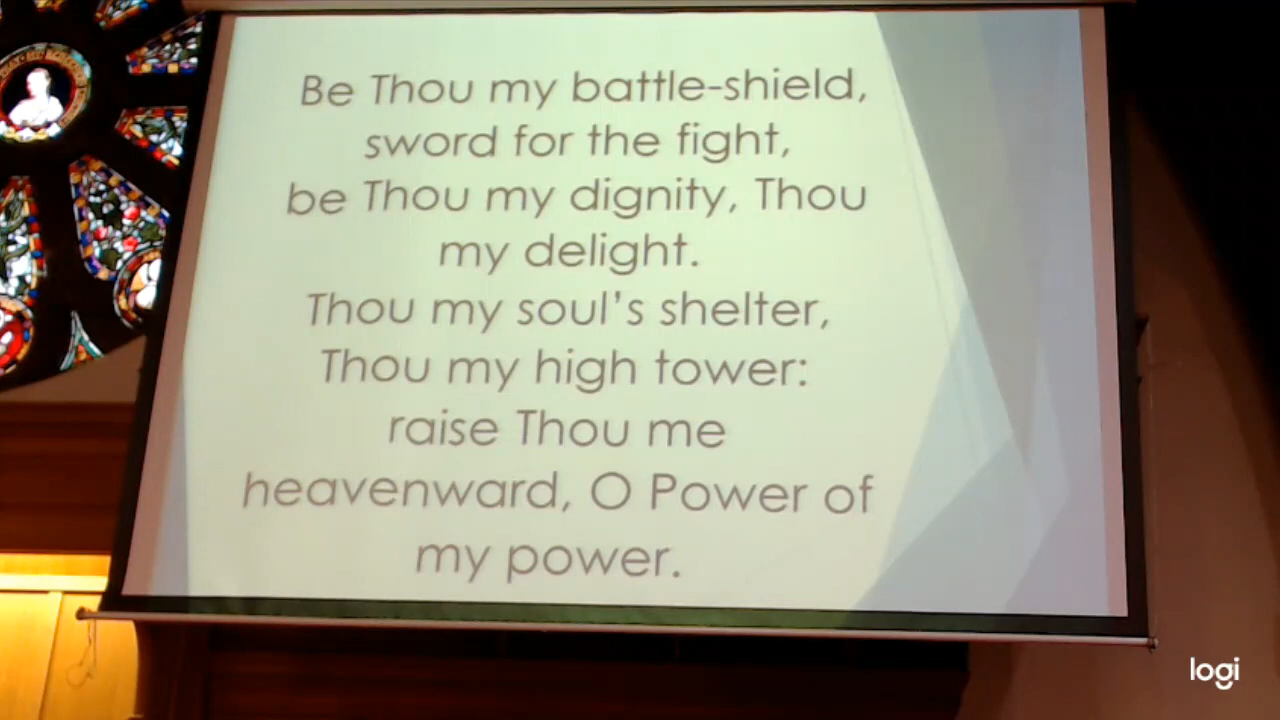 Be Thou my battle-shield,
sword for the fight,
be Thou my dignity, Thou
my delight.
Thou my soul's shelter,
Thou my high tower:
raise Thou me
heavenward, O Power of
my power.
logi